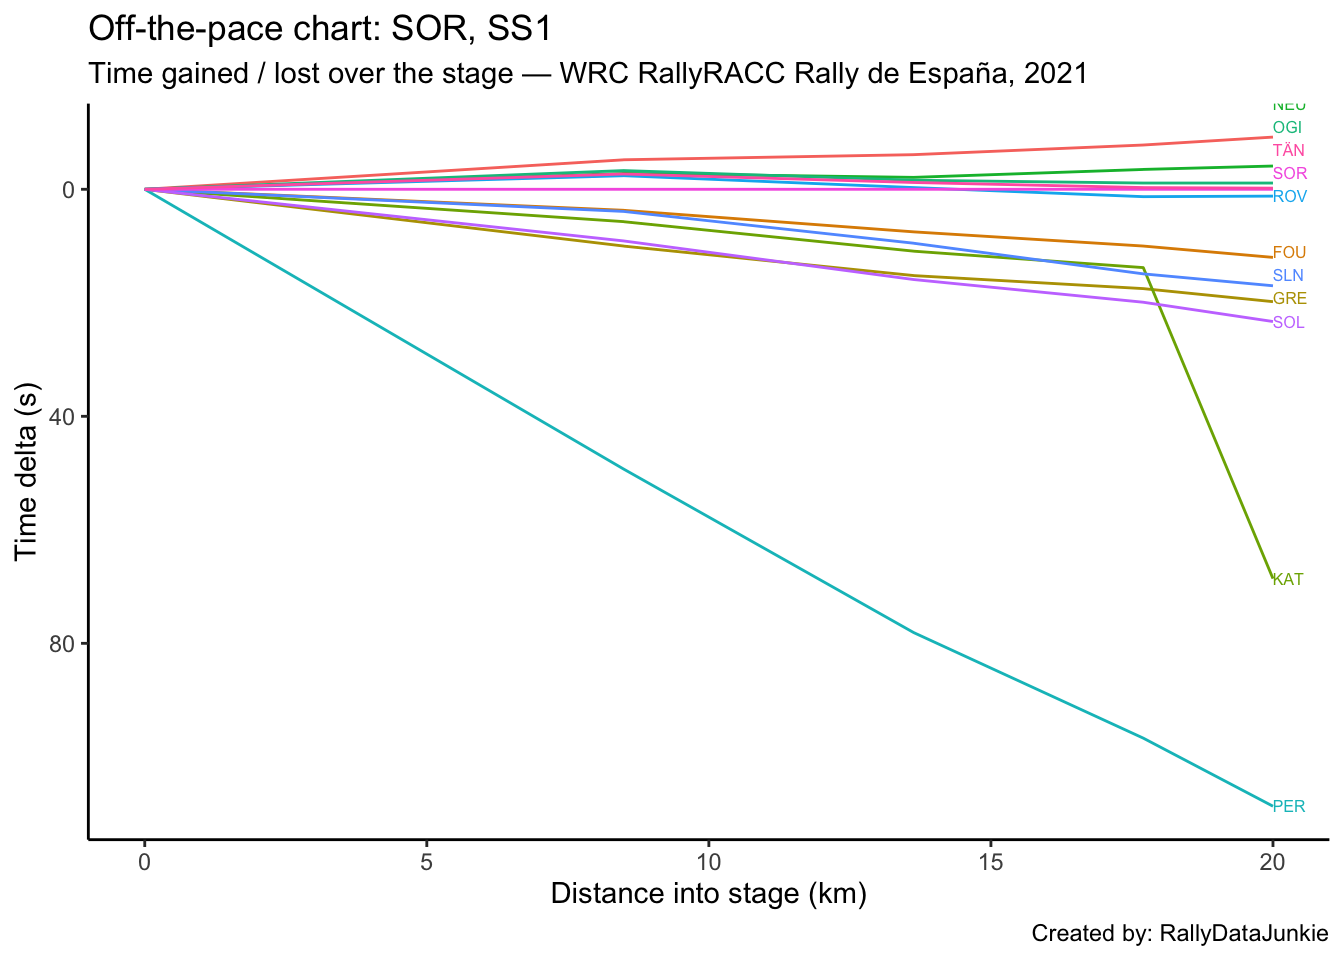 Off-the-pace chart: SOR, SS1
Time gained / lost over the stage — WRC RallyRACC Rally de España, 2021
NEU
OGI
TÄN
SOR
ROV
FOU
SLN
GRE
SOL
KAT
PER
0
40
80
Time delta (s)
0
5
10
15
20
Distance into stage (km)
Created by: RallyDataJunkie